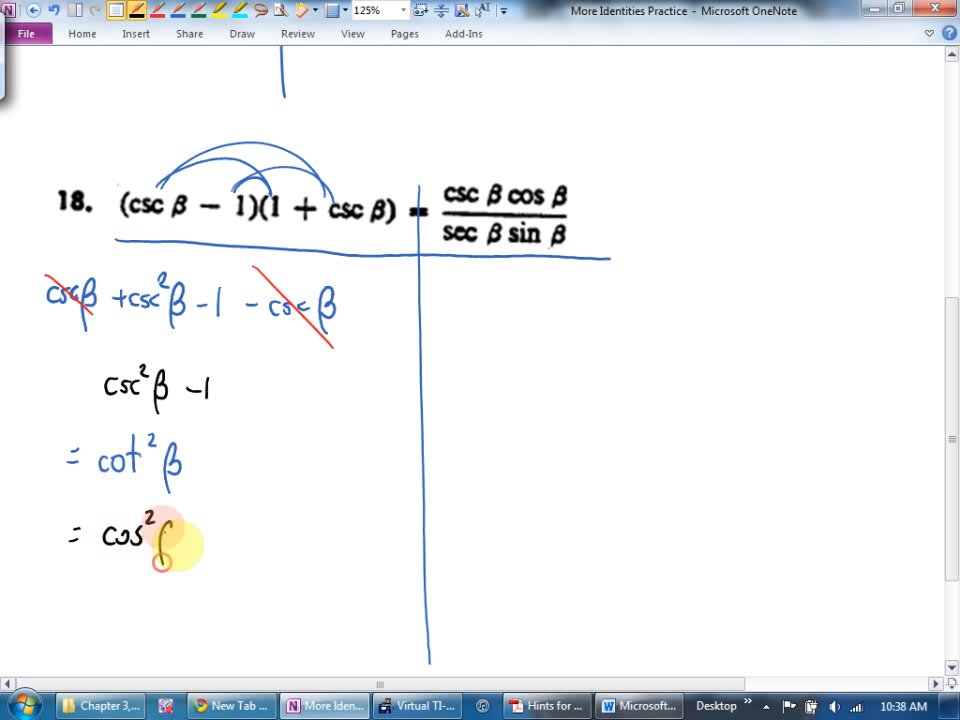 More Identities Practice - Microsoft OneNote
125%
File Home Insert Share Draw Review View Pages Add-Ins
18. (csc β − 1)(1 + csc β) = csc β cos β / sec β sin β
cscβ + csc²β − 1 − csc β
csc²β − 1
= cot²β
= cos²β
Chapter 3,... New Tab ... More Iden... Virtual TI-... Hints for ... Microsoft... Desktop » 10:38 AM